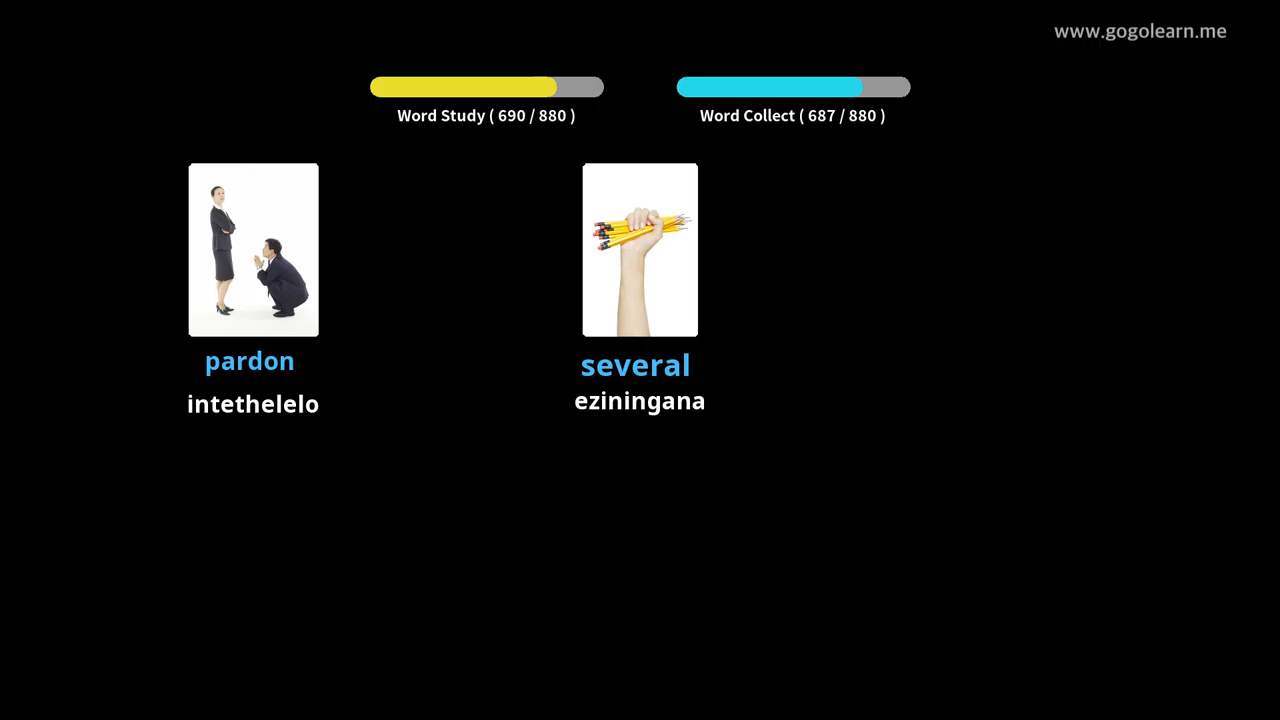 www.gogolearn.me
Word Study ( 690 / 880 )
Word Collect ( 687 / 880 )
pardon
intethelelo
several
eziningana